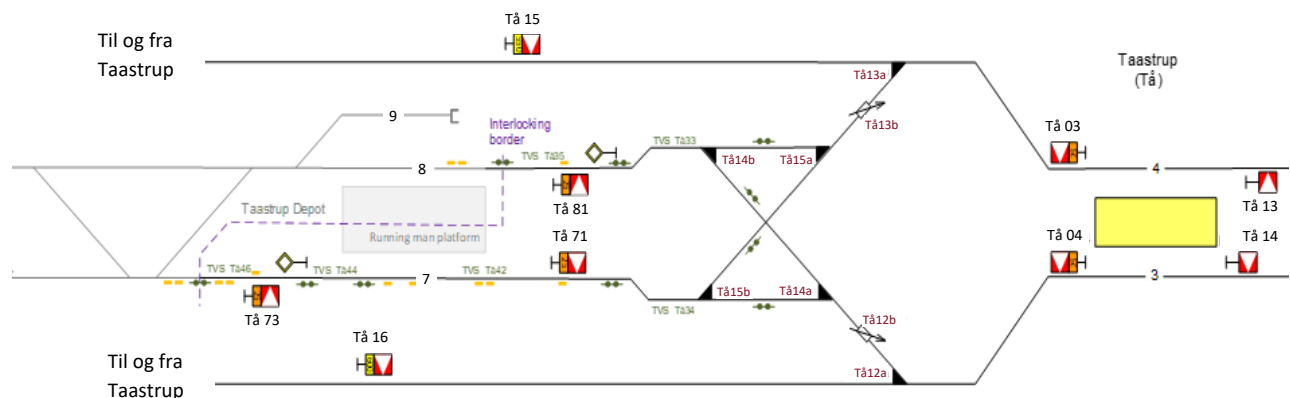 Tå 15
Til og fra
Taastrup
Taastrup
(Tå)
Tå13a
Tå13b
9
Interlocking
border
TVS Tå35
TVS Tå33
Tå 03
8
Tå14b
Tå15a
4
Tå 81
Tå 13
Taastrup Depot
Running man platform
Tå 71
Tå 04
Tå 14
TVS Tå46
TVS Tå44
7
TVS Tå42
3
Tå15b
Tå14a
TVS Tå34
Tå 73
Tå12b
Tå 16
Til og fra
Taastrup
Tå12a